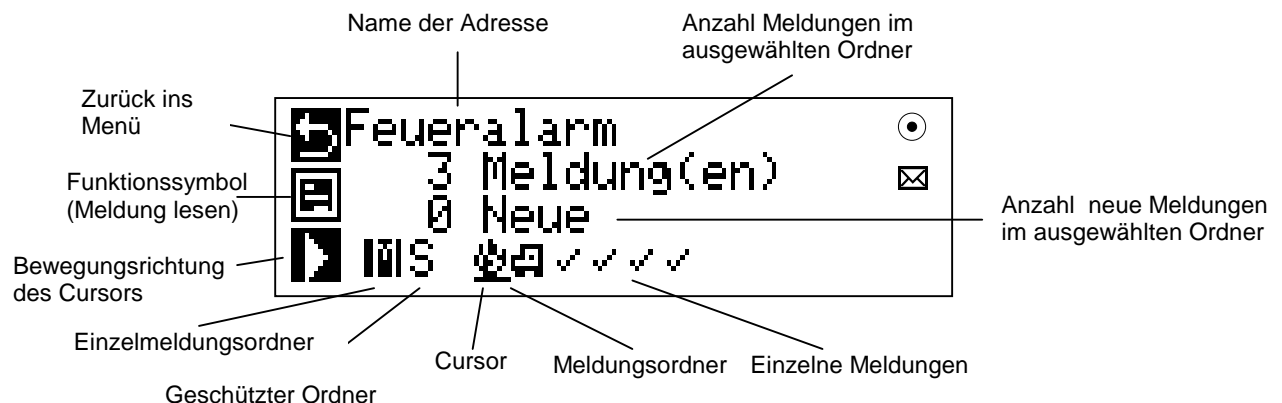 Name der Adresse
Anzahl Meldungen im
ausgewählten Ordner
Zurück ins
Menü
Feueralarm
3 Meldung(en)
Funktionssymbol
(Meldung lesen)
0 Neue
Anzahl neue Meldungen
im ausgewählten Ordner
Bewegungsrichtung
des Cursors
S
Einzelmeldungsordner
Cursor
Meldungsordner
Einzelne Meldungen
Geschützter Ordner